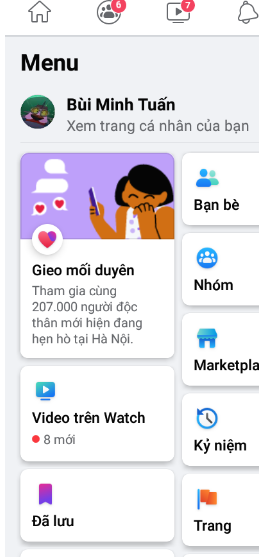 6
7
Menu
Bùi Minh Tuấn
Xem trang cá nhân của bạn
Gieo mối duyên
Tham gia cùng
207.000 người độc
thân mới hiện đang
hẹn hò tại Hà Nội.
Video trên Watch
8 mới
Đã lưu
Bạn bè
Nhóm
Marketpla
Kỷ niệm
Trang